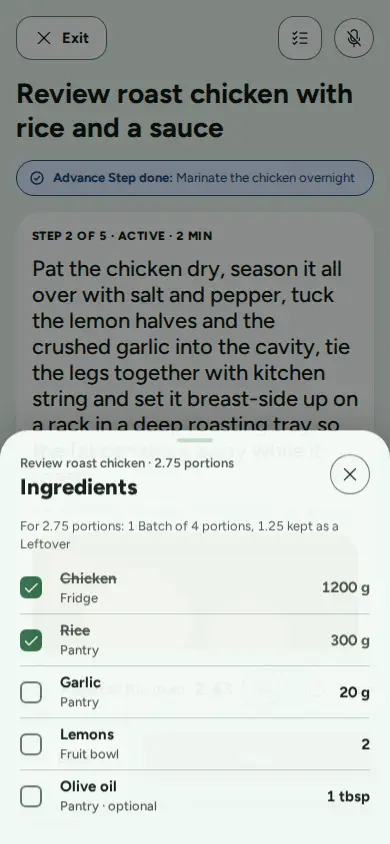 Exit
Review roast chicken with
rice and a sauce
Advance Step done: Marinate the chicken overnight
STEP 2 OF 5 · ACTIVE · 2 MIN
Pat the chicken dry, season it all
over with salt and pepper, tuck
the lemon halves and the
crushed garlic into the cavity, tie
the legs together with kitchen
string and set it breast-side up on
a rack in a deep roasting tray so
Review roast chicken · 2.75 portions
Ingredients
For 2.75 portions: 1 Batch of 4 portions, 1.25 kept as a
Leftover
Chicken 1200 g
Fridge
Rice 300 g
Pantry
Garlic 20 g
Pantry
Lemons 2
Fruit bowl
Olive oil 1 tbsp
Pantry · optional